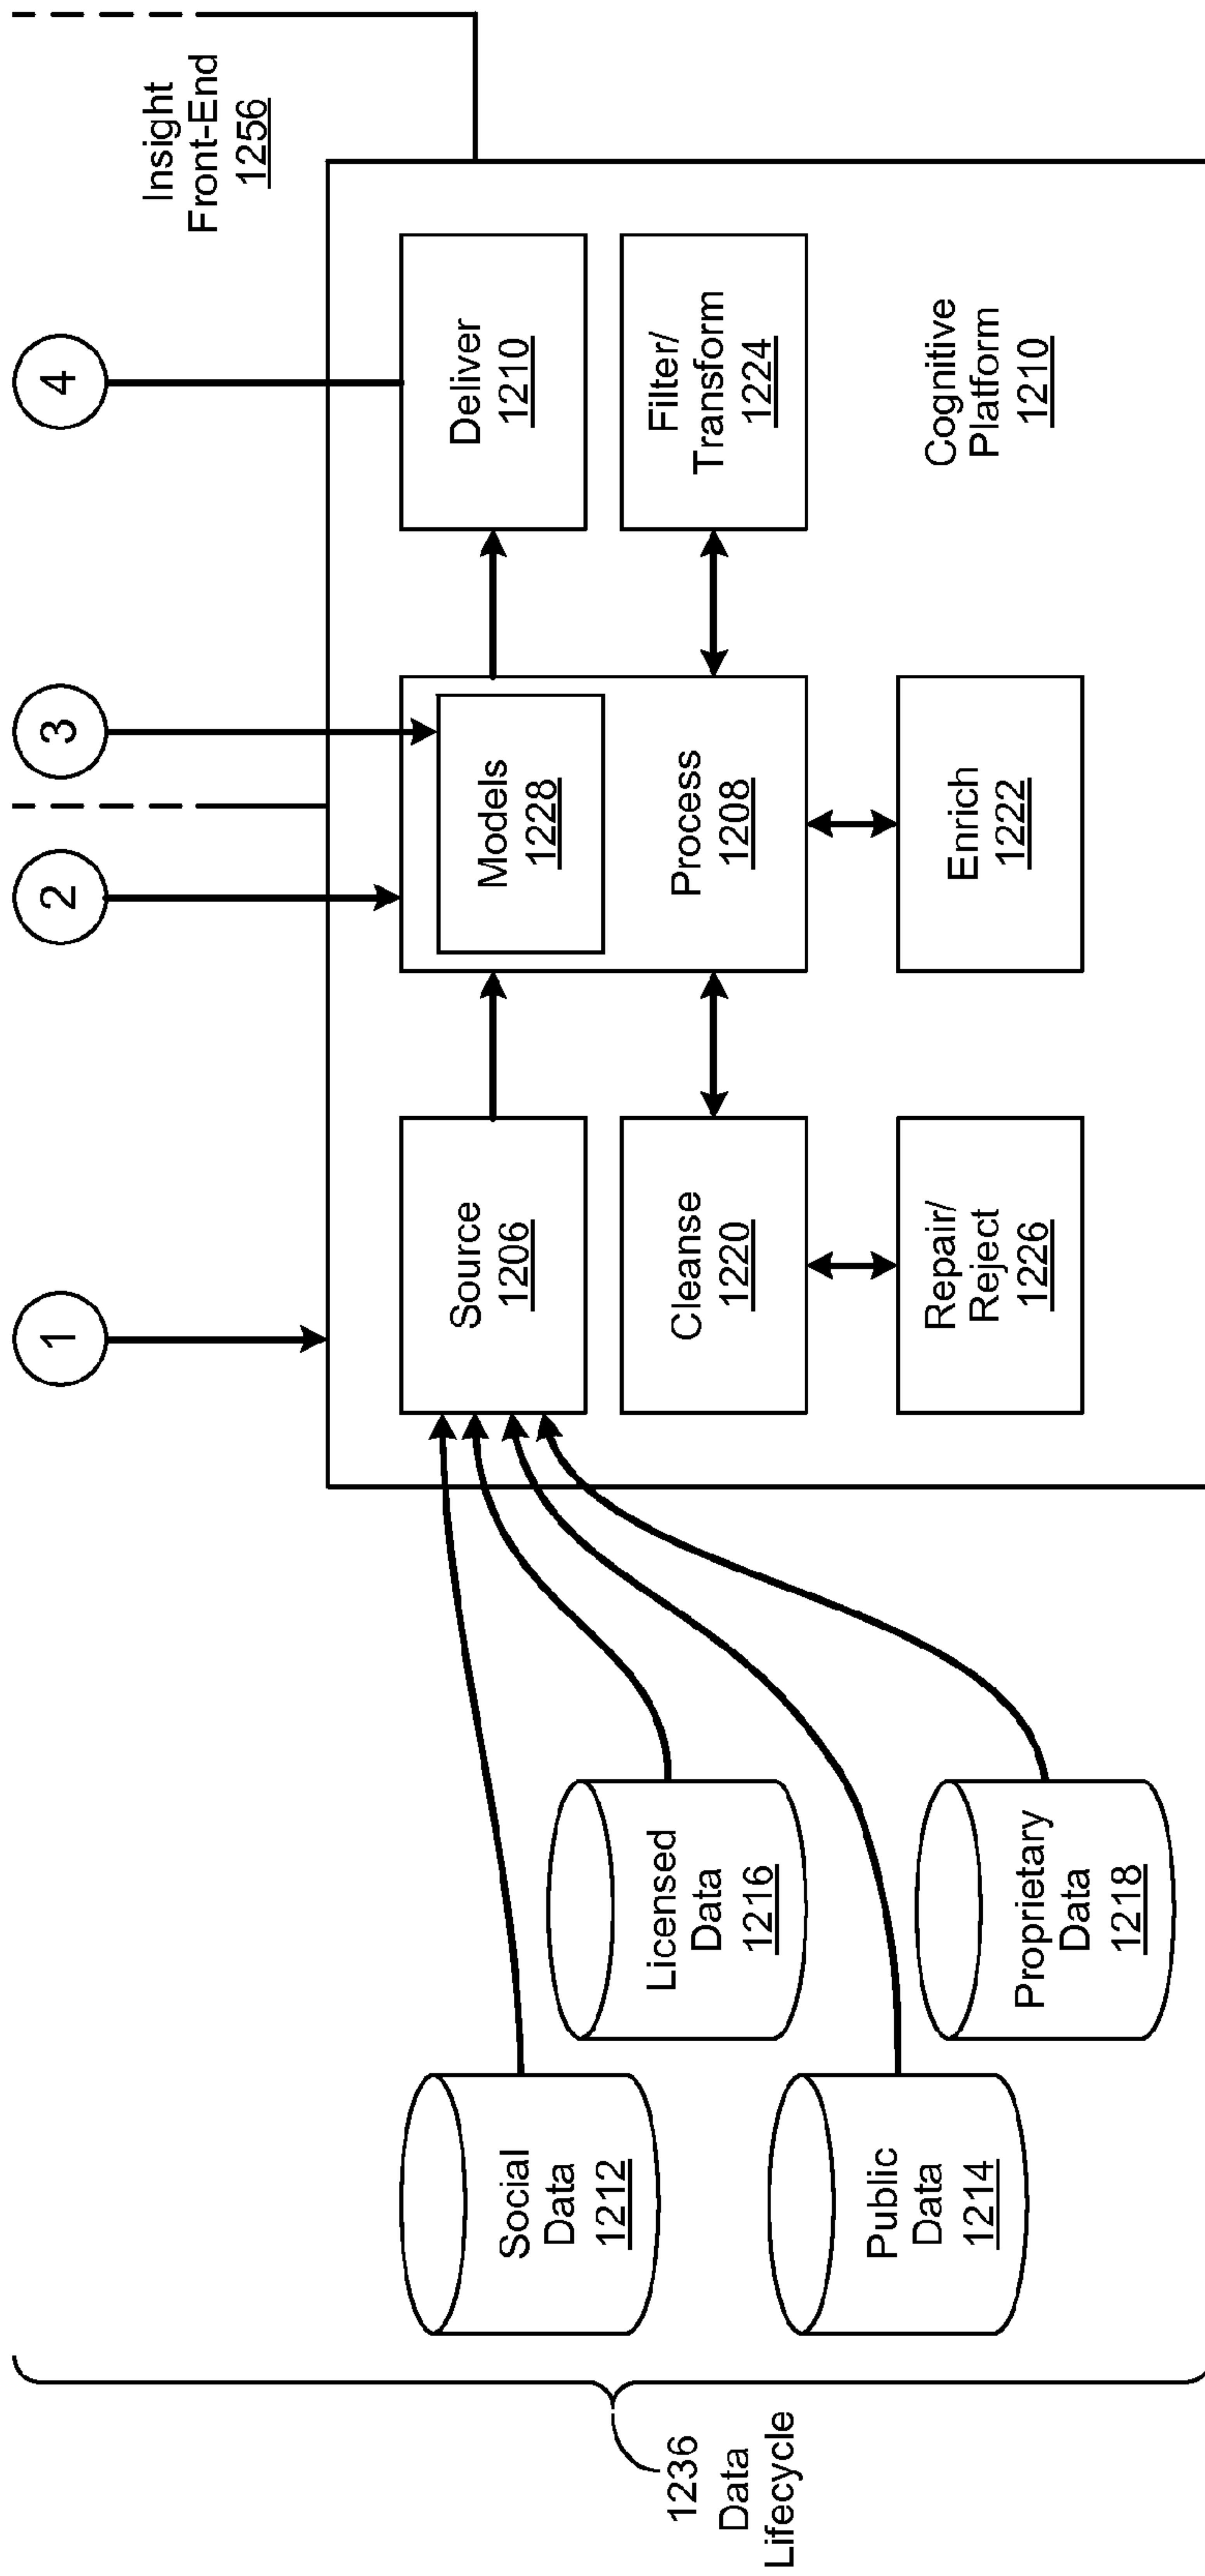 1
2
3
4
Insight
Front-End
1256
Source
1206
Models
1228
Process
1208
Deliver
1210
Cleanse
1220
Filter/
Transform
1224
Repair/
Reject
1226
Enrich
1222
Cognitive
Platform
1210
Social
Data
1212
Licensed
Data
1216
Public
Data
1214
Proprietary
Data
1218
1236
Data
Lifecycle